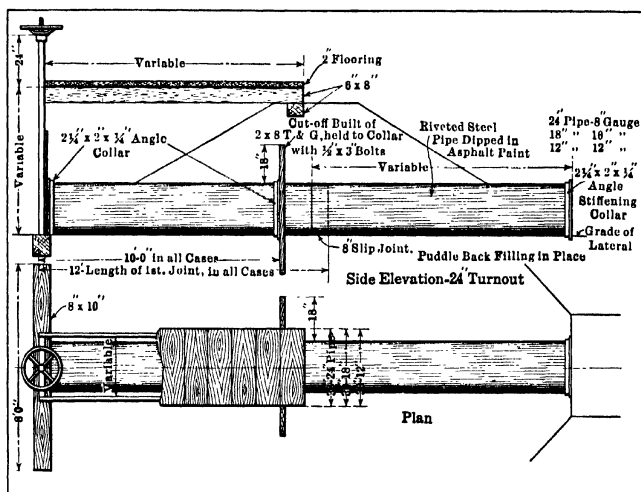 24"
Variable
2" Flooring
6" x 8"
Cut-off Built of
2 x 8 T. & G, held to Collar
with ½" x 3" Bolts
2¼" x 2" x ¼" Angle
Collar
18"
Variable
Riveted Steel
Pipe Dipped in
Asphalt Paint
24" Pipe-8" Gauge
18" „ 10" „
12" „ 12" „
Variable
2¼" x 2" x ¼"
Angle
Stiffening
Collar
Grade of
Lateral
10'-0" in all Cases
12'-Length of 1st. Joint, in all Cases
8" Slip Joint.
Puddle Back Filling in Place
Side Elevation-24" Turnout
8" x 10"
18"
Variable
8'0"
Plan